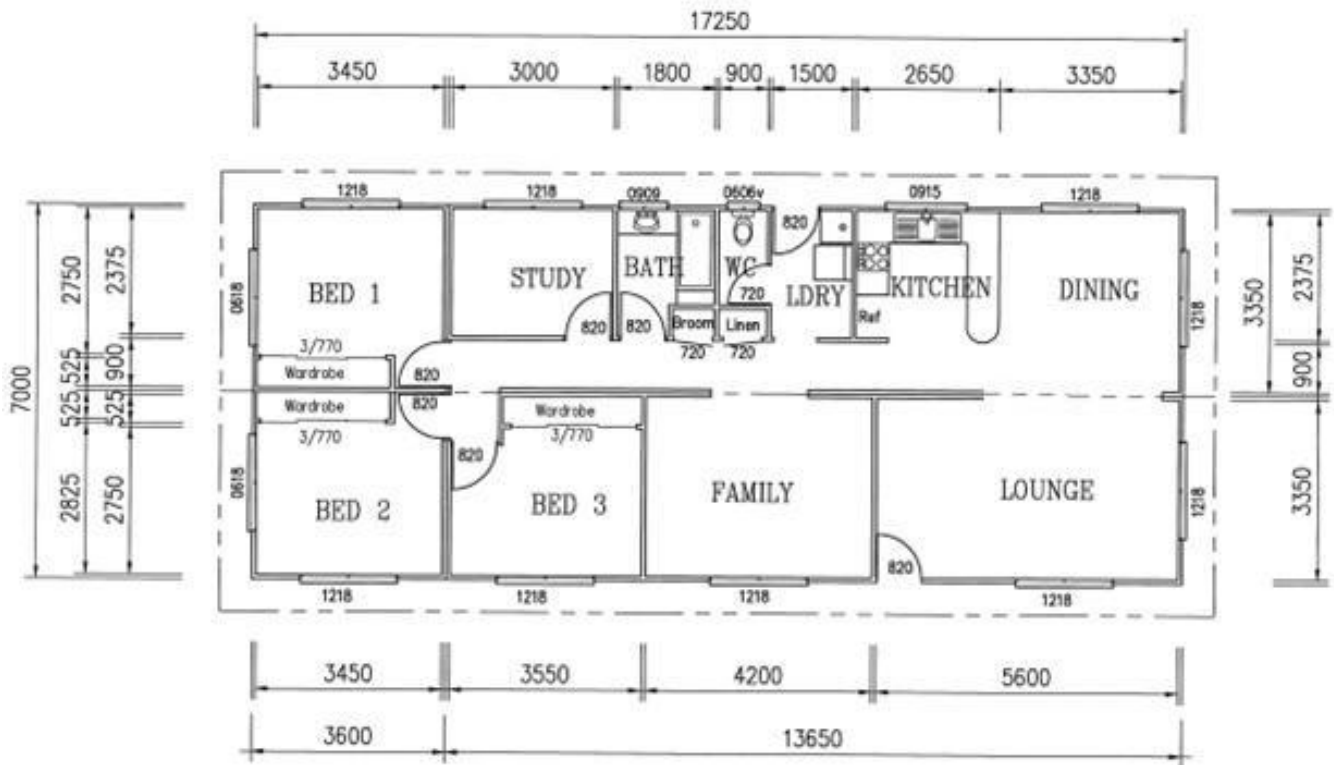 17250
3450 3000 1800 900 1500 2650 3350
1218 1218 0909 0606v 0915 1218
7000
2750
2375
525
900
525
525
2825
2750
0618
BED 1
STUDY
BATH
WC
820
720
LDRY
KITCHEN
DINING
1218
3350
2375
900
3350
3/770
Wardrobe
820
820
820
Broom
Linen
Ref
720 720
Wardrobe
3/770
820
Wardrobe
3/770
820
0618
BED 2
BED 3
FAMILY
LOUNGE
1218
820
1218 1218 1218 1218
3450 3550 4200 5600
3600 13650